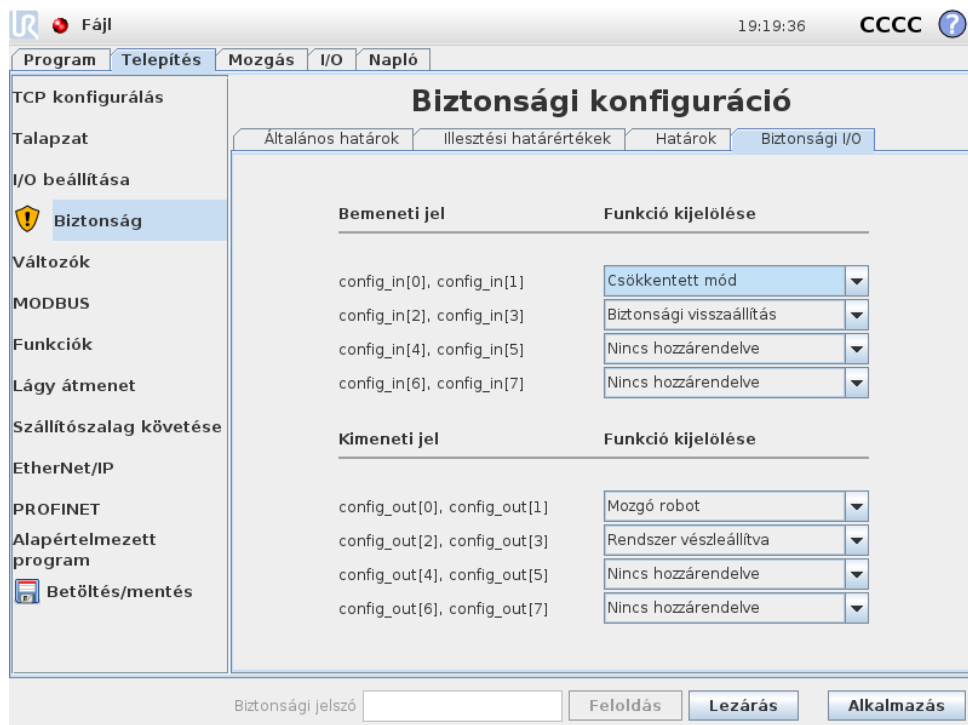 UR Fájl 19:19:36 CCCC ?
Program Telepítés Mozgás I/O Napló
TCP konfigurálás
Talapzat
I/O beállítása
Biztonság
Változók
MODBUS
Funkciók
Lágy átmenet
Szállítószalag követése
EtherNet/IP
PROFINET
Alapértelmezett
program
Betöltés/mentés
Biztonsági konfiguráció
Általános határok Illesztési határértékek Határok Biztonsági I/O
Bemeneti jel Funkció kijelölése
config_in[0], config_in[1] Csökkentett mód
config_in[2], config_in[3] Biztonsági visszaállítás
config_in[4], config_in[5] Nincs hozzárendelve
config_in[6], config_in[7] Nincs hozzárendelve
Kimeneti jel Funkció kijelölése
config_out[0], config_out[1] Mozgó robot
config_out[2], config_out[3] Rendszer vészleállítva
config_out[4], config_out[5] Nincs hozzárendelve
config_out[6], config_out[7] Nincs hozzárendelve
Biztonsági jelszó Feloldás Lezárás Alkalmazás